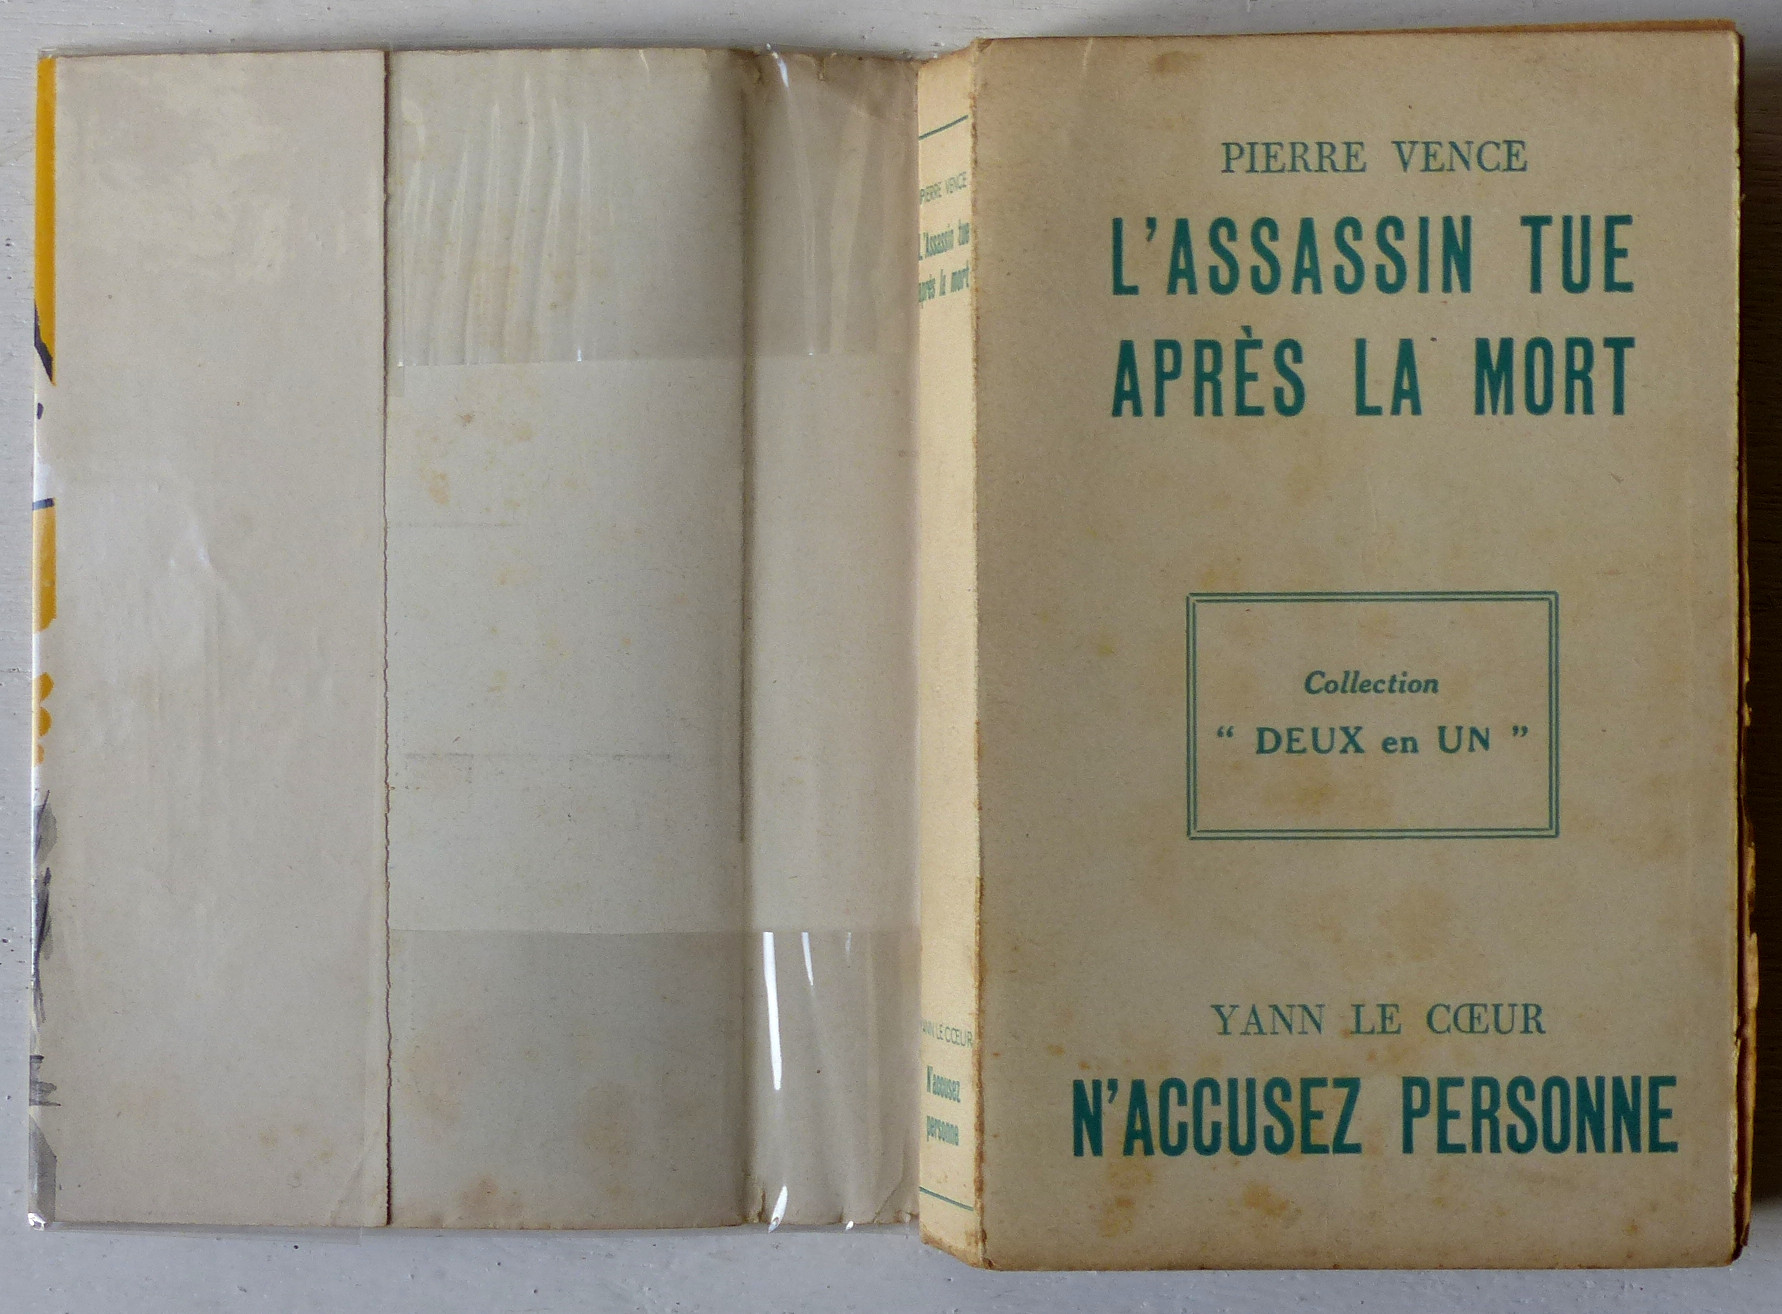 PIERRE VENCE
L'Assassin tue
après la mort
YANN LE CŒUR
N'accusez
personne
PIERRE VENCE
L'ASSASSIN TUE
APRÈS LA MORT
Collection
“ DEUX en UN ”
YANN LE CŒUR
N'ACCUSEZ PERSONNE